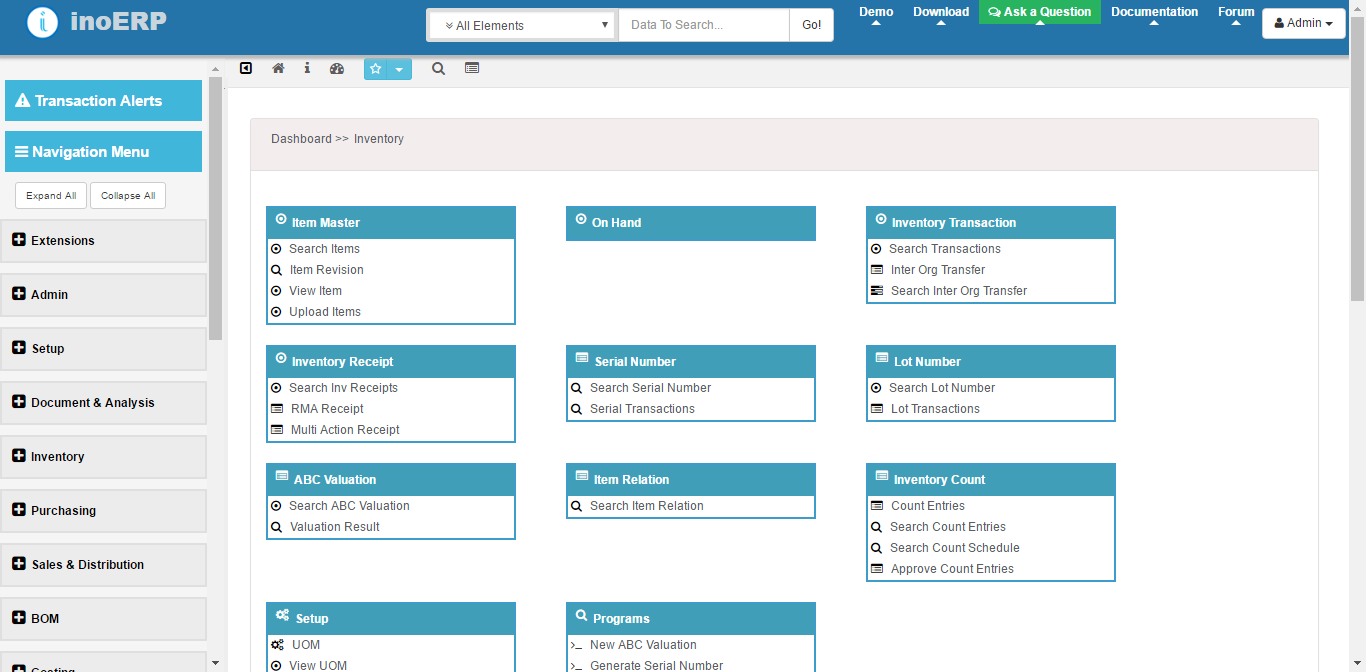 inoERP
All Elements
Data To Search...
Go!
Demo
Download
Ask a Question
Documentation
Forum
Admin
Transaction Alerts
Navigation Menu
Expand All
Collapse All
Extensions
Admin
Setup
Document & Analysis
Inventory
Purchasing
Sales & Distribution
BOM
Costing
Dashboard >> Inventory
Item Master
Search Items
Item Revision
View Item
Upload Items
On Hand
Inventory Transaction
Search Transactions
Inter Org Transfer
Search Inter Org Transfer
Inventory Receipt
Search Inv Receipts
RMA Receipt
Multi Action Receipt
Serial Number
Search Serial Number
Serial Transactions
Lot Number
Search Lot Number
Lot Transactions
ABC Valuation
Search ABC Valuation
Valuation Result
Item Relation
Search Item Relation
Inventory Count
Count Entries
Search Count Entries
Search Count Schedule
Approve Count Entries
Setup
UOM
View UOM
Programs
New ABC Valuation
Generate Serial Number